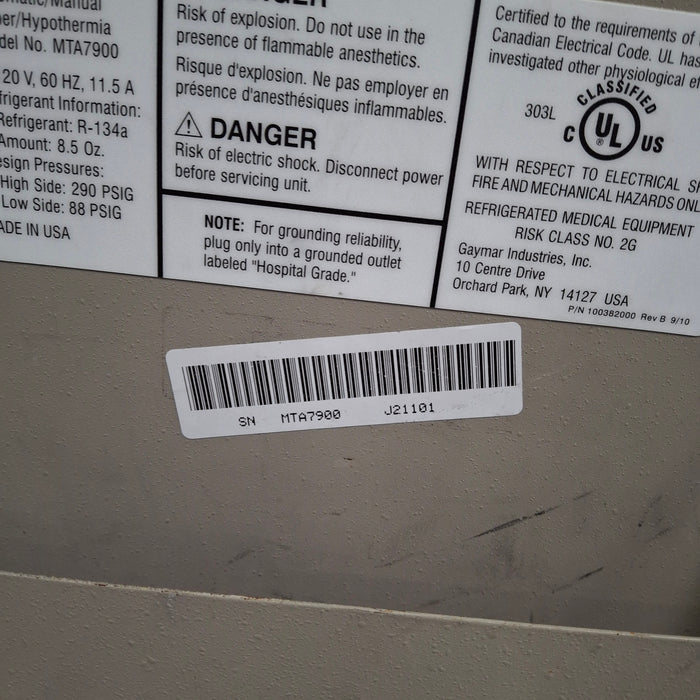 er/Hypothermia
del No. MTA7900
20 V, 60 HZ, 11.5 A
frigerant Information:
Refrigerant: R-134a
Amount: 8.5 Oz.
esign Pressures:
High Side: 290 PSIG
Low Side: 88 PSIG
ADE IN USA
Risk of explosion. Do not use in the
presence of flammable anesthetics.
Risque d'explosion. Ne pas employer en
présence d'anesthésiques inflammables.
DANGER
Risk of electric shock. Disconnect power
before servicing unit.
NOTE: For grounding reliability,
plug only into a grounded outlet
labeled "Hospital Grade."
Certified to the requirements of
Canadian Electrical Code. UL has
investigated other physiological ef
CLASSIFIED
303L
C UL ® US
WITH RESPECT TO ELECTRICAL SH
FIRE AND MECHANICAL HAZARDS ONL
REFRIGERATED MEDICAL EQUIPMENT
RISK CLASS NO. 2G
Gaymar Industries, Inc.
10 Centre Drive
Orchard Park, NY 14127 USA
P/N 100382000 Rev B 9/10
SN MTA7900 J21101